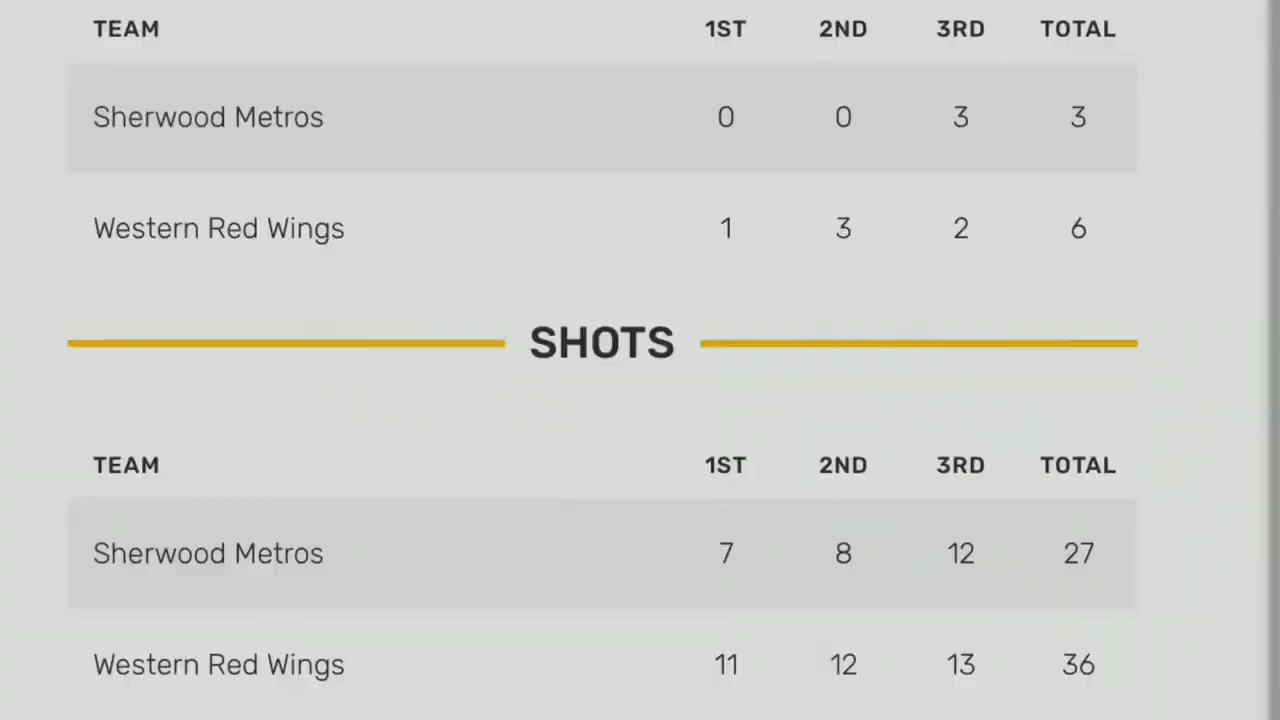 TEAM 1ST 2ND 3RD TOTAL
Sherwood Metros 0 0 3 3
Western Red Wings 1 3 2 6
SHOTS
TEAM 1ST 2ND 3RD TOTAL
Sherwood Metros 7 8 12 27
Western Red Wings 11 12 13 36